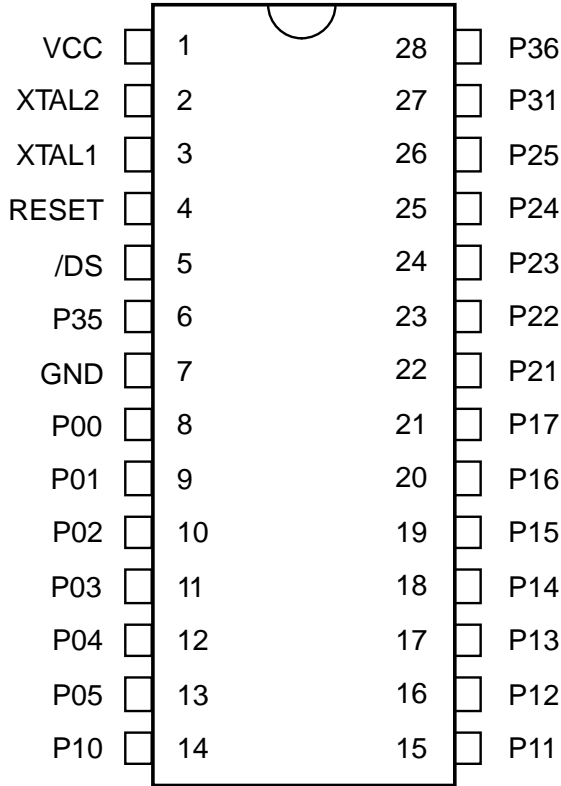 VCC 1 28 P36
XTAL2 2 27 P31
XTAL1 3 26 P25
RESET 4 25 P24
/DS 5 24 P23
P35 6 23 P22
GND 7 22 P21
P00 8 21 P17
P01 9 20 P16
P02 10 19 P15
P03 11 18 P14
P04 12 17 P13
P05 13 16 P12
P10 14 15 P11